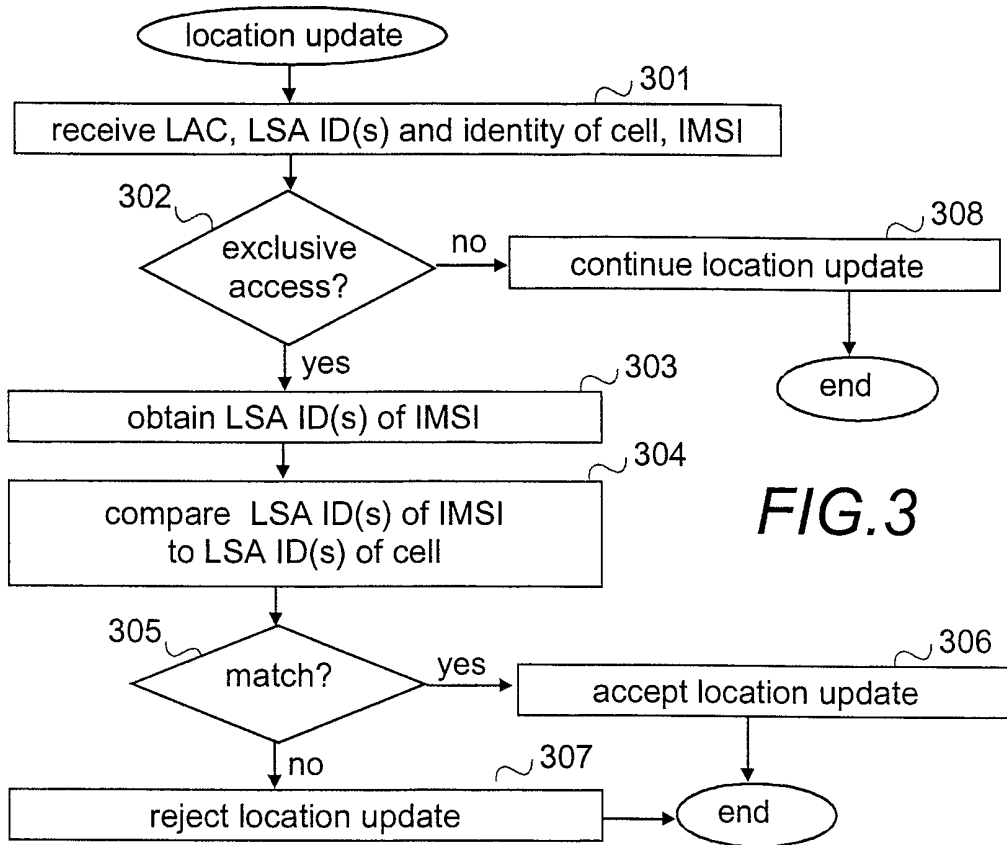 location update
301
receive LAC, LSA ID(s) and identity of cell, IMSI
302
exclusive
access?
no
308
continue location update
yes
end
303
obtain LSA ID(s) of IMSI
304
compare LSA ID(s) of IMSI
to LSA ID(s) of cell
FIG.3
305
match?
yes
306
accept location update
no
307
reject location update
end